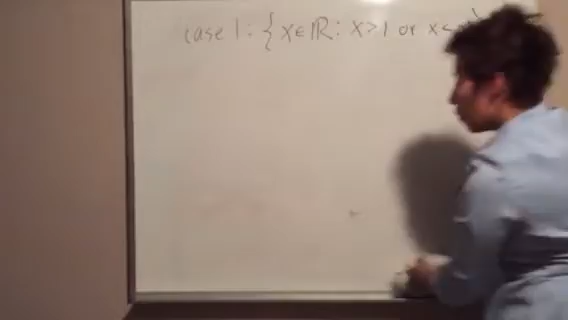 case 1: {x∈ℝ: x>1 or x<